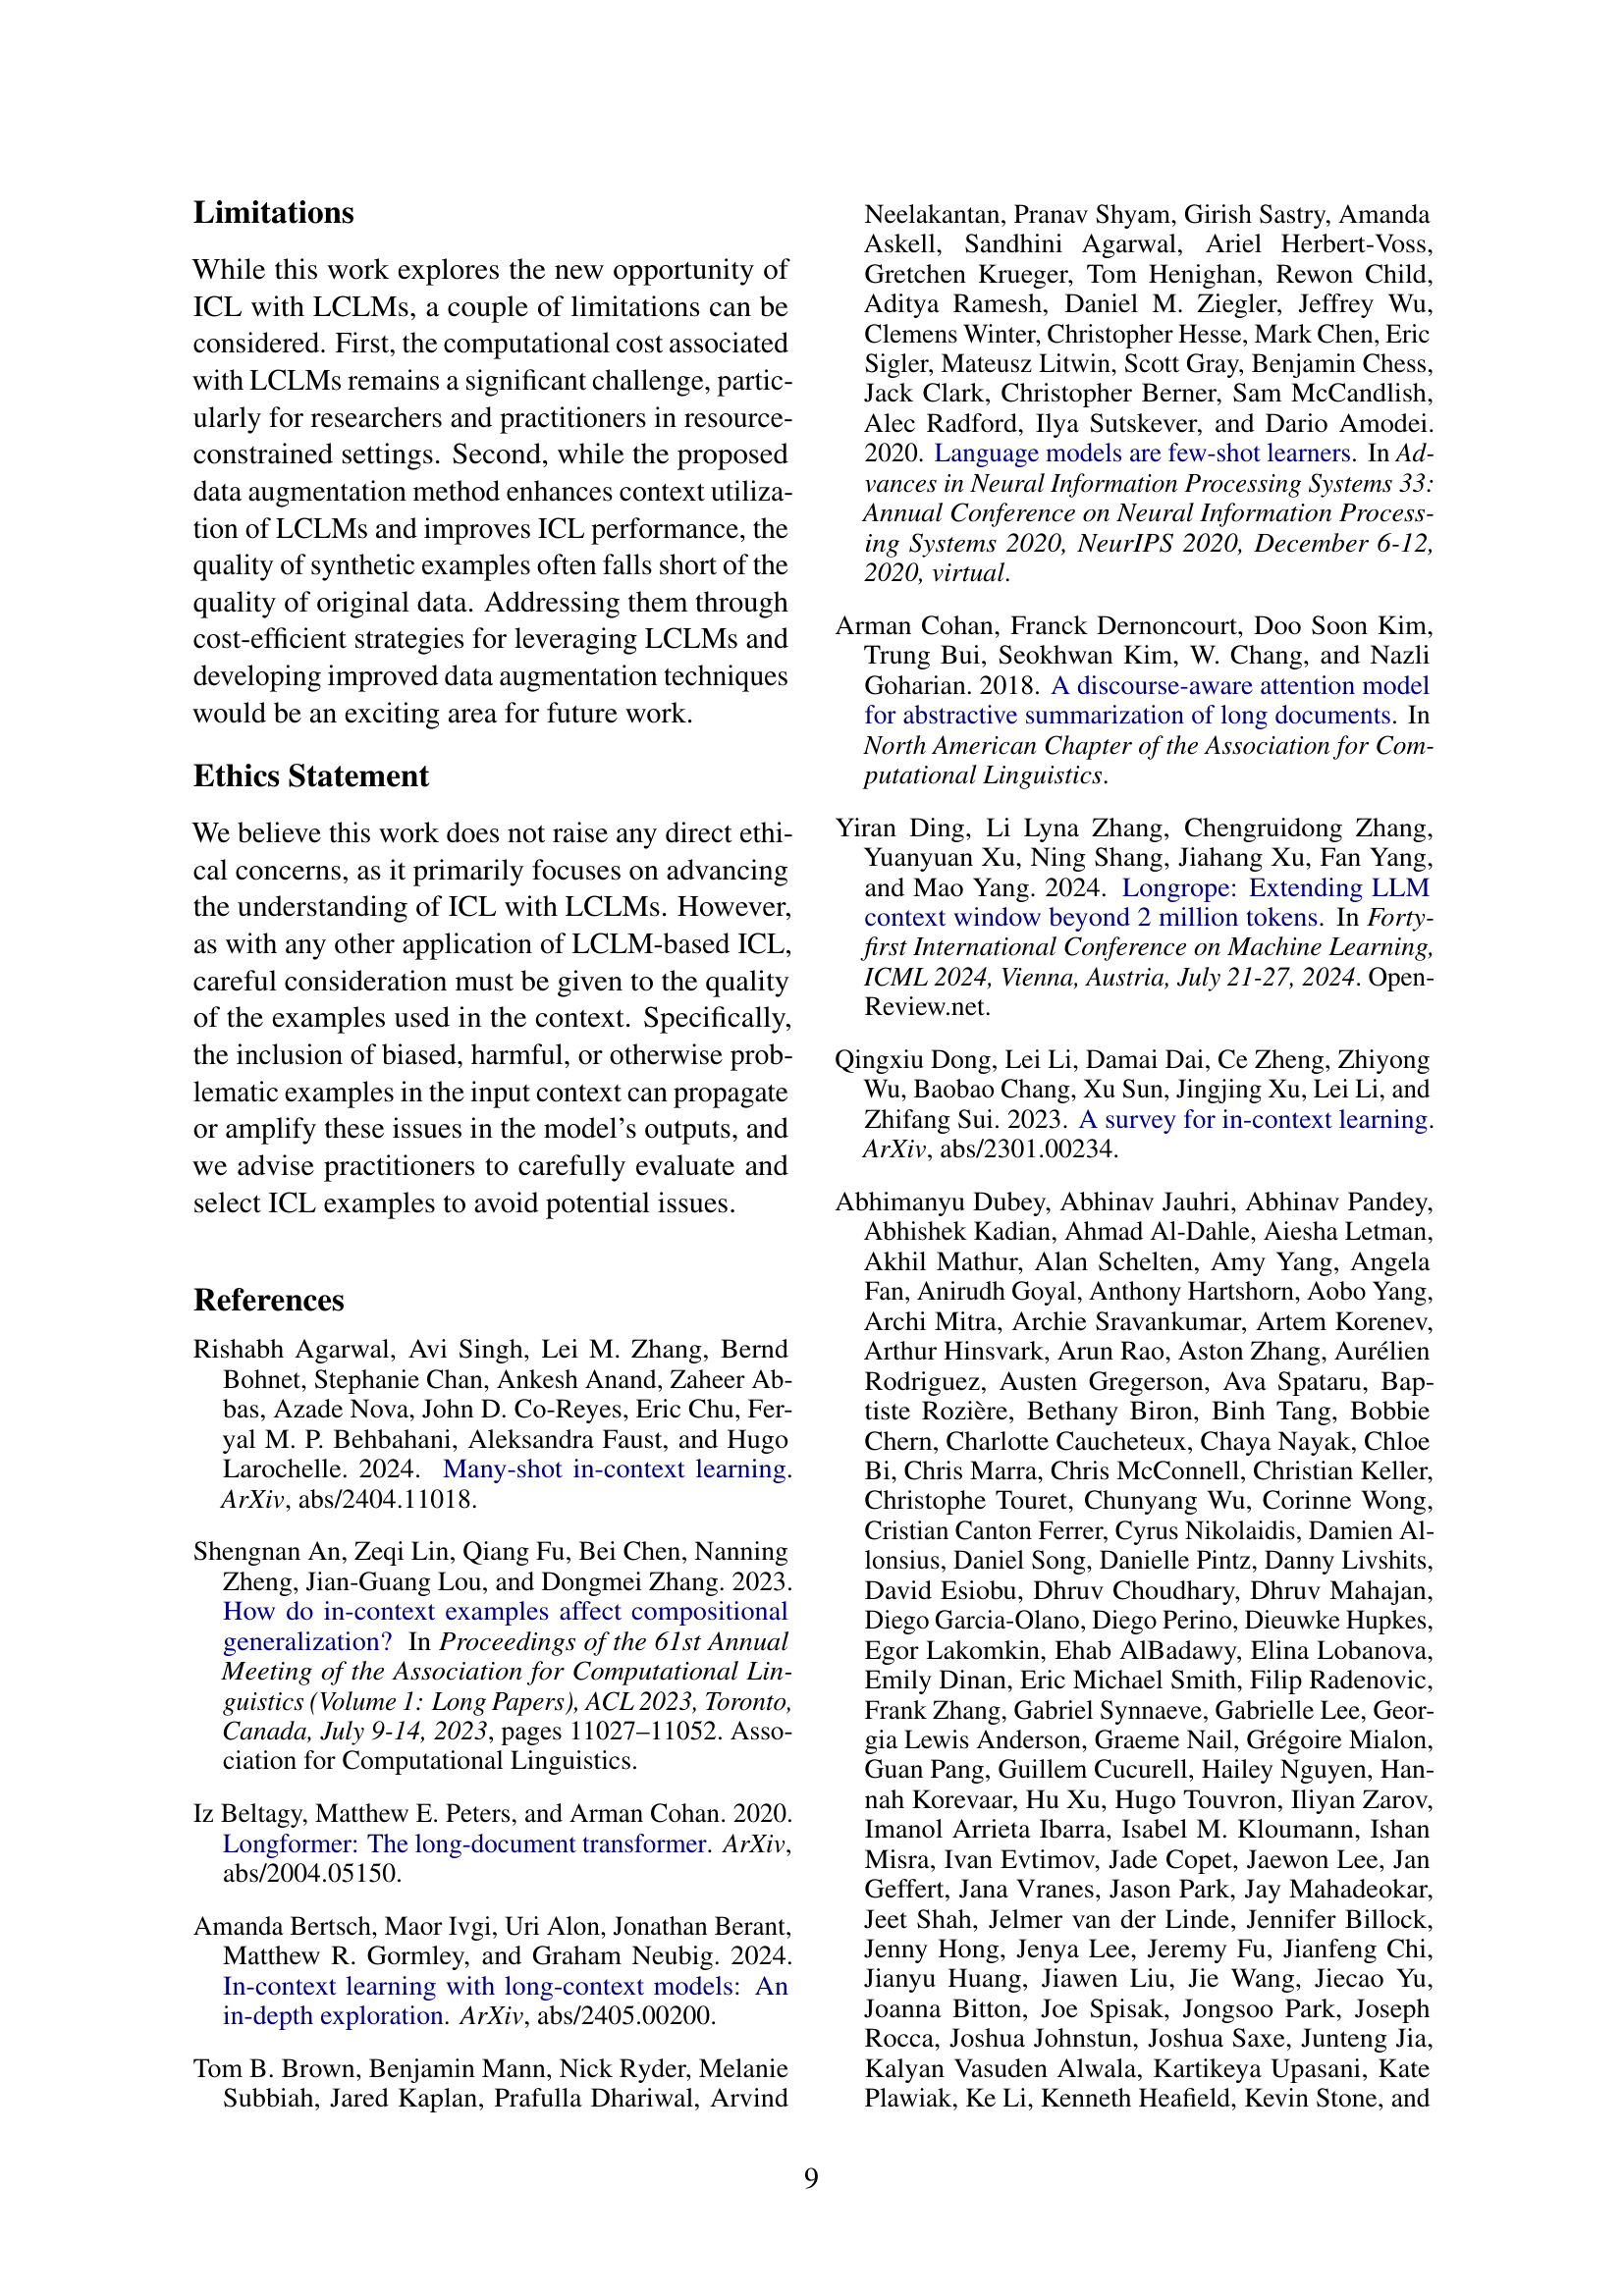 Limitations
While this work explores the new opportunity of
ICL with LCLMs, a couple of limitations can be
considered. First, the computational cost associated
with LCLMs remains a significant challenge, partic-
ularly for researchers and practitioners in resource-
constrained settings. Second, while the proposed
data augmentation method enhances context utiliza-
tion of LCLMs and improves ICL performance, the
quality of synthetic examples often falls short of the
quality of original data. Addressing them through
cost-efficient strategies for leveraging LCLMs and
developing improved data augmentation techniques
would be an exciting area for future work.
Ethics Statement
We believe this work does not raise any direct ethi-
cal concerns, as it primarily focuses on advancing
the understanding of ICL with LCLMs. However,
as with any other application of LCLM-based ICL,
careful consideration must be given to the quality
of the examples used in the context. Specifically,
the inclusion of biased, harmful, or otherwise prob-
lematic examples in the input context can propagate
or amplify these issues in the model's outputs, and
we advise practitioners to carefully evaluate and
select ICL examples to avoid potential issues.
References
Rishabh Agarwal, Avi Singh, Lei M. Zhang, Bernd
Bohnet, Stephanie Chan, Ankesh Anand, Zaheer Ab-
bas, Azade Nova, John D. Co-Reyes, Eric Chu, Fer-
yal M. P. Behbahani, Aleksandra Faust, and Hugo
Larochelle. 2024. Many-shot in-context learning.
ArXiv, abs/2404.11018.
Shengnan An, Zeqi Lin, Qiang Fu, Bei Chen, Nanning
Zheng, Jian-Guang Lou, and Dongmei Zhang. 2023.
How do in-context examples affect compositional
generalization? In Proceedings of the 61st Annual
Meeting of the Association for Computational Lin-
guistics (Volume 1: Long Papers), ACL 2023, Toronto,
Canada, July 9-14, 2023, pages 11027–11052. Asso-
ciation for Computational Linguistics.
Iz Beltagy, Matthew E. Peters, and Arman Cohan. 2020.
Longformer: The long-document transformer. ArXiv,
abs/2004.05150.
Amanda Bertsch, Maor Ivgi, Uri Alon, Jonathan Berant,
Matthew R. Gormley, and Graham Neubig. 2024.
In-context learning with long-context models: An
in-depth exploration. ArXiv, abs/2405.00200.
Tom B. Brown, Benjamin Mann, Nick Ryder, Melanie
Subbiah, Jared Kaplan, Prafulla Dhariwal, Arvind
Neelakantan, Pranav Shyam, Girish Sastry, Amanda
Askell, Sandhini Agarwal, Ariel Herbert-Voss,
Gretchen Krueger, Tom Henighan, Rewon Child,
Aditya Ramesh, Daniel M. Ziegler, Jeffrey Wu,
Clemens Winter, Christopher Hesse, Mark Chen, Eric
Sigler, Mateusz Litwin, Scott Gray, Benjamin Chess,
Jack Clark, Christopher Berner, Sam McCandlish,
Alec Radford, Ilya Sutskever, and Dario Amodei.
2020. Language models are few-shot learners. In Ad-
vances in Neural Information Processing Systems 33:
Annual Conference on Neural Information Process-
ing Systems 2020, NeurIPS 2020, December 6-12,
2020, virtual.
Arman Cohan, Franck Dernoncourt, Doo Soon Kim,
Trung Bui, Seokhwan Kim, W. Chang, and Nazli
Goharian. 2018. A discourse-aware attention model
for abstractive summarization of long documents. In
North American Chapter of the Association for Com-
putational Linguistics.
Yiran Ding, Li Lyna Zhang, Chengruidong Zhang,
Yuanyuan Xu, Ning Shang, Jiahang Xu, Fan Yang,
and Mao Yang. 2024. Longrope: Extending LLM
context window beyond 2 million tokens. In Forty-
first International Conference on Machine Learning,
ICML 2024, Vienna, Austria, July 21-27, 2024. Open-
Review.net.
Qingxiu Dong, Lei Li, Damai Dai, Ce Zheng, Zhiyong
Wu, Baobao Chang, Xu Sun, Jingjing Xu, Lei Li, and
Zhifang Sui. 2023. A survey for in-context learning.
ArXiv, abs/2301.00234.
Abhimanyu Dubey, Abhinav Jauhri, Abhinav Pandey,
Abhishek Kadian, Ahmad Al-Dahle, Aiesha Letman,
Akhil Mathur, Alan Schelten, Amy Yang, Angela
Fan, Anirudh Goyal, Anthony Hartshorn, Aobo Yang,
Archi Mitra, Archie Sravankumar, Artem Korenev,
Arthur Hinsvark, Arun Rao, Aston Zhang, Aurélien
Rodriguez, Austen Gregerson, Ava Spataru, Bap-
tiste Rozière, Bethany Biron, Binh Tang, Bobbie
Chern, Charlotte Caucheteux, Chaya Nayak, Chloe
Bi, Chris Marra, Chris McConnell, Christian Keller,
Christophe Touret, Chunyang Wu, Corinne Wong,
Cristian Canton Ferrer, Cyrus Nikolaidis, Damien Al-
lonsius, Daniel Song, Danielle Pintz, Danny Livshits,
David Esiobu, Dhruv Choudhary, Dhruv Mahajan,
Diego Garcia-Olano, Diego Perino, Dieuwke Hupkes,
Egor Lakomkin, Ehab AlBadawy, Elina Lobanova,
Emily Dinan, Eric Michael Smith, Filip Radenovic,
Frank Zhang, Gabriel Synnaeve, Gabrielle Lee, Geor-
gia Lewis Anderson, Graeme Nail, Grégoire Mialon,
Guan Pang, Guillem Cucurell, Hailey Nguyen, Han-
nah Korevaar, Hu Xu, Hugo Touvron, Iliyan Zarov,
Imanol Arrieta Ibarra, Isabel M. Kloumann, Ishan
Misra, Ivan Evtimov, Jade Copet, Jaewon Lee, Jan
Geffert, Jana Vranes, Jason Park, Jay Mahadeokar,
Jeet Shah, Jelmer van der Linde, Jennifer Billock,
Jenny Hong, Jenya Lee, Jeremy Fu, Jianfeng Chi,
Jianyu Huang, Jiawen Liu, Jie Wang, Jiecao Yu,
Joanna Bitton, Joe Spisak, Jongsoo Park, Joseph
Rocca, Joshua Johnstun, Joshua Saxe, Junteng Jia,
Kalyan Vasuden Alwala, Kartikeya Upasani, Kate
Plawiak, Ke Li, Kenneth Heafield, Kevin Stone, and
9